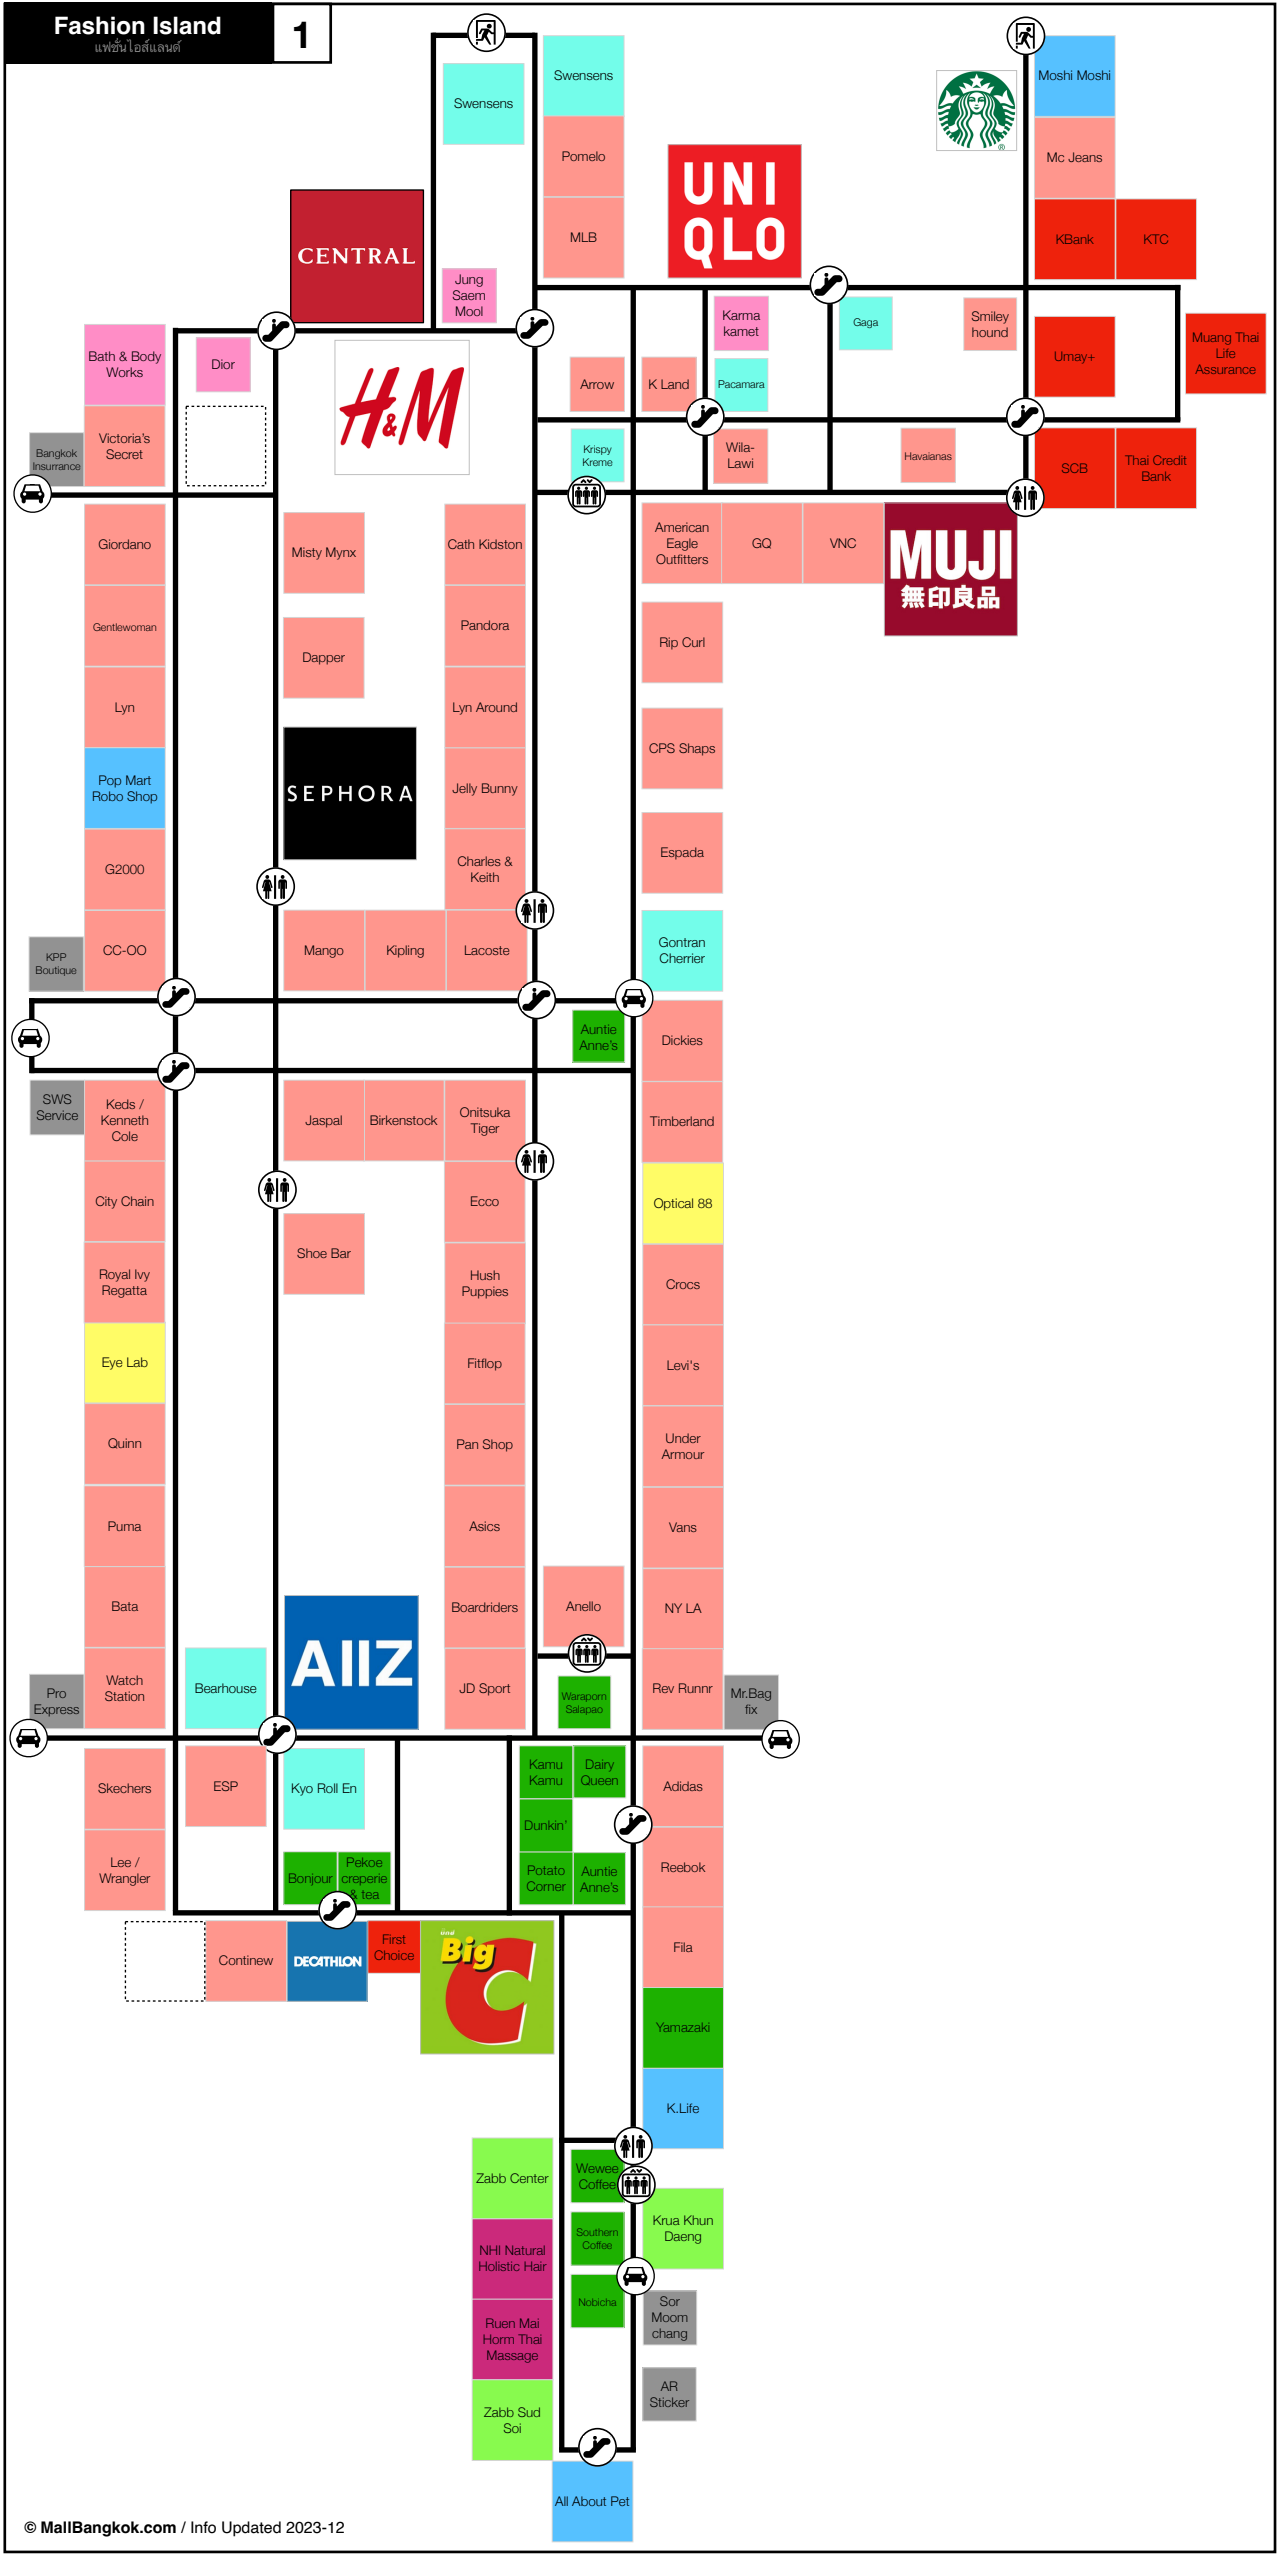 Fashion Island
แฟชั่นไอส์แลนด์
1
Swensens
Swensens
Moshi Moshi
Pomelo
Mc Jeans
UNI
QLO
MLB
KBank
KTC
CENTRAL
Jung
Saem
Mool
Karma
kamet
Gaga
Smiley
hound
Umay+
Muang Thai
Life
Assurance
Bath & Body
Works
Dior
H&M
Arrow
K Land
Pacamara
Victoria's
Secret
Bangkok
Insurrance
Krispy
Kreme
Wila-
Lawi
Havaianas
SCB
Thai Credit
Bank
Giordano
Misty Mynx
Cath Kidston
American
Eagle
Outfitters
GQ
VNC
MUJI
無印良品
Gentlewoman
Dapper
Pandora
Rip Curl
Lyn
Lyn Around
CPS Shaps
Pop Mart
Robo Shop
SEPHORA
Jelly Bunny
G2000
Charles &
Keith
Espada
KPP
Boutique
CC-OO
Mango
Kipling
Lacoste
Gontran
Cherrier
Auntie
Anne's
Dickies
SWS
Service
Keds /
Kenneth
Cole
Jaspal
Birkenstock
Onitsuka
Tiger
Timberland
City Chain
Ecco
Optical 88
Royal Ivy
Regatta
Shoe Bar
Hush
Puppies
Crocs
Eye Lab
Fitflop
Levi's
Quinn
Pan Shop
Under
Armour
Puma
Asics
Vans
Bata
AIIZ
Boardriders
Anello
NY LA
Pro
Express
Watch
Station
Bearhouse
JD Sport
Waraporn
Salapao
Rev Runnr
Mr.Bag
fix
Skechers
ESP
Kyo Roll En
Kamu
Kamu
Dairy
Queen
Adidas
Dunkin'
Lee /
Wrangler
Bonjour
Pekoe
creperie
& tea
Potato
Corner
Auntie
Anne's
Reebok
Continew
DECATHLON
First
Choice
Big
C
Fila
Yamazaki
K.Life
Zabb Center
Wewee
Coffee
NHI Natural
Holistic Hair
Southern
Coffee
Krua Khun
Daeng
Nobicha
Sor
Moom
chang
Ruen Mai
Horm Thai
Massage
AR
Sticker
Zabb Sud
Soi
All About Pet
© MallBangkok.com / Info Updated 2023-12